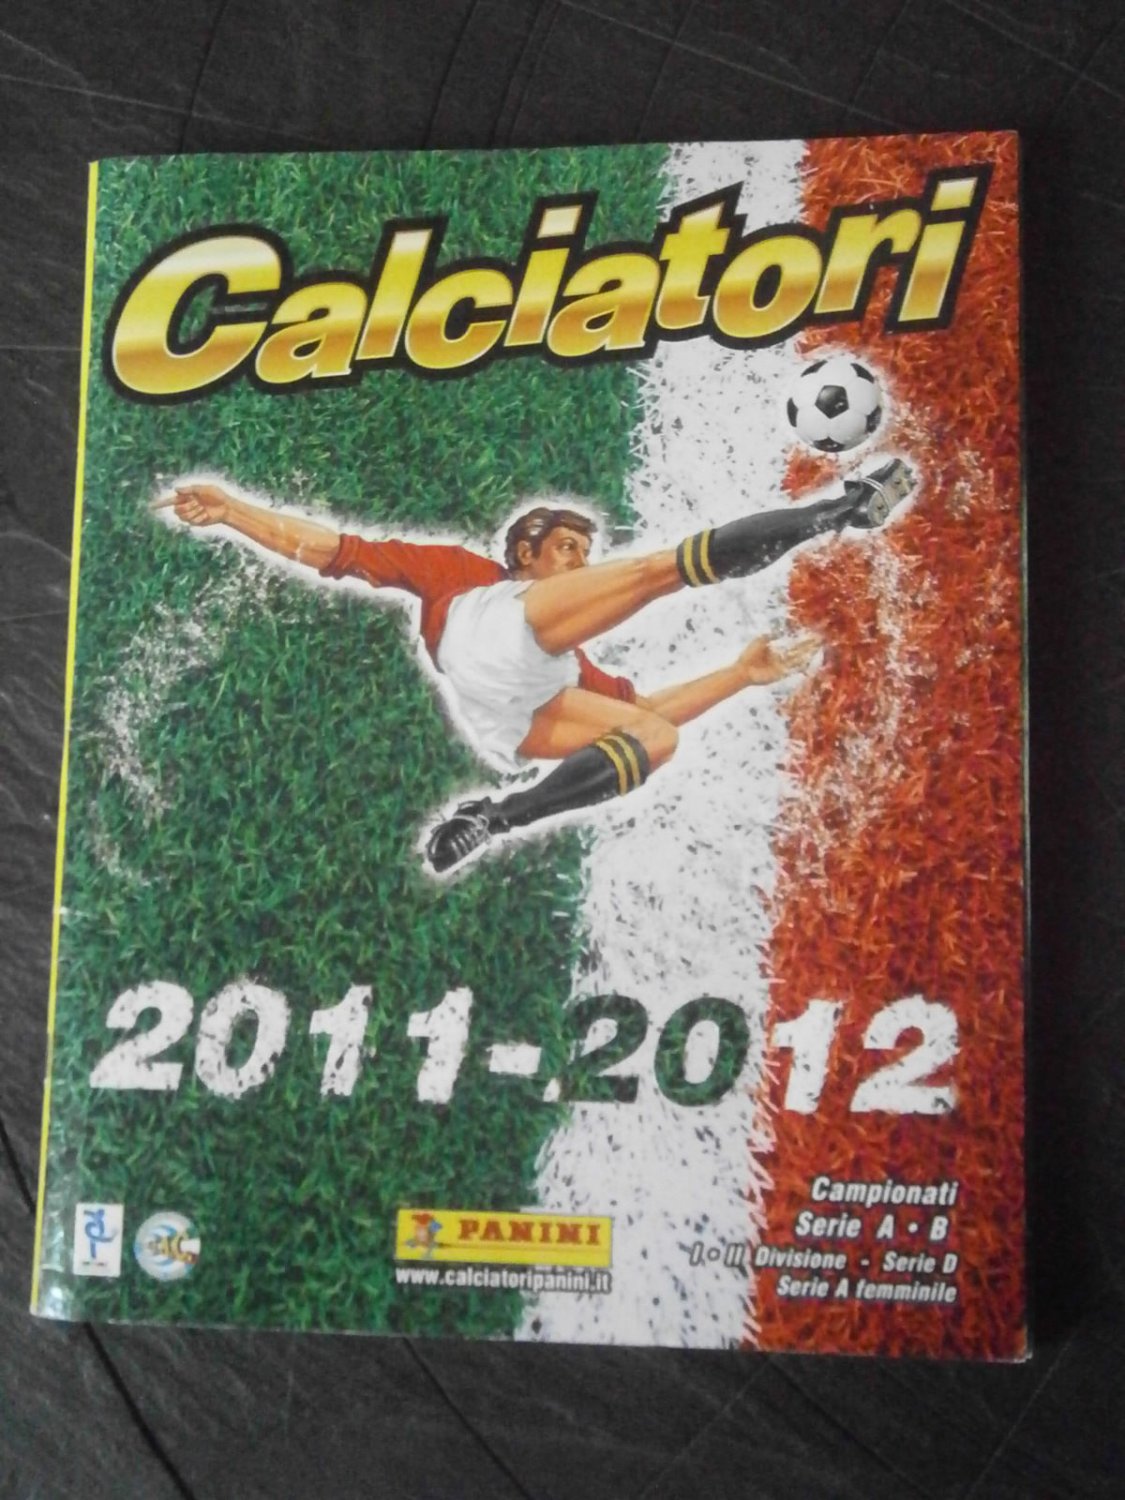 Calciatori
2011-2012
Campionati
Serie A • B
I • II Divisione - Serie D
Serie A femminile
PANINI
www.calciatoripanini.it